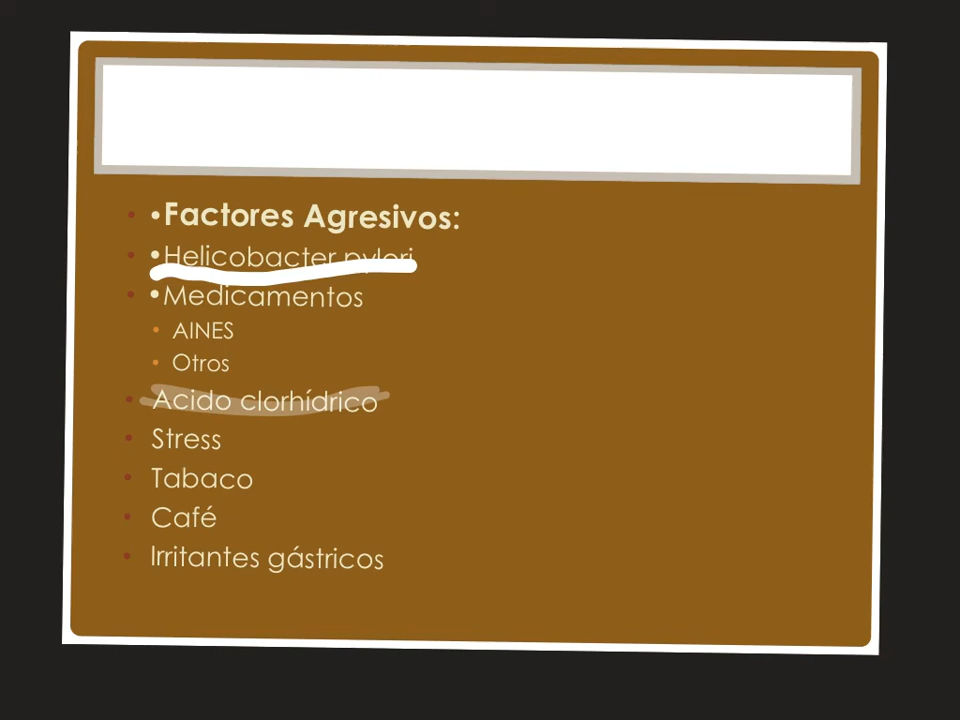 • •Factores Agresivos:
• •Helicobacter pylori
• •Medicamentos
• AINES
• Otros
• Acido clorhídrico
• Stress
• Tabaco
• Café
• Irritantes gástricos